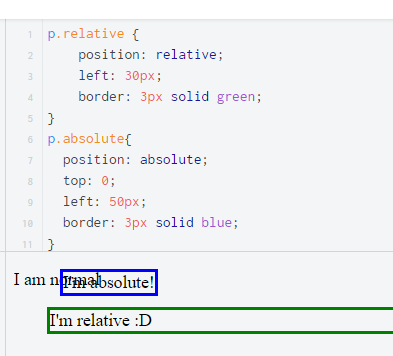 1 p.relative {
2 position: relative;
3 left: 30px;
4 border: 3px solid green;
5 }
6 p.absolute{
7 position: absolute;
8 top: 0;
9 left: 50px;
10 border: 3px solid blue;
11 }
I am normal
I'm absolute!
I'm relative :D